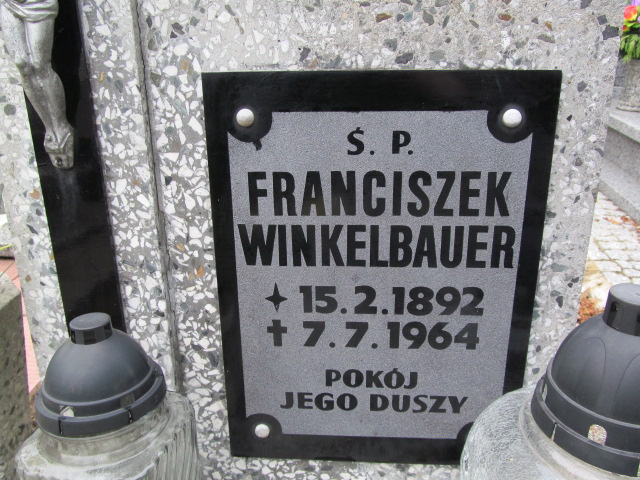 Ś. P.
FRANCISZEK
WINKELBAUER
15.2.1892
† 7.7.1964
POKÓJ
JEGO DUSZY